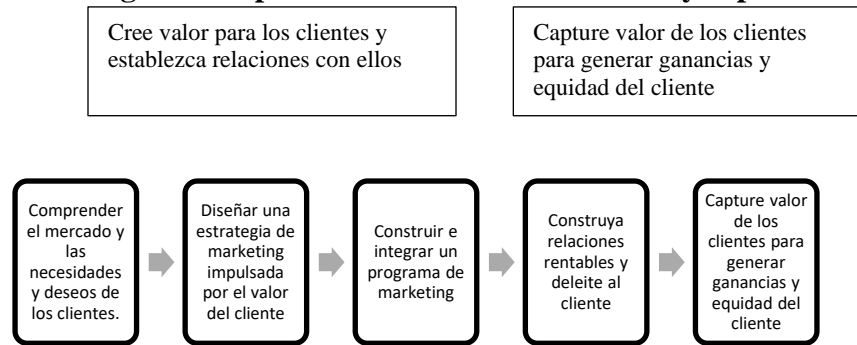 Cree valor para los clientes y
establezca relaciones con ellos
Capture valor de los clientes
para generar ganancias y
equidad del cliente
Comprender
el mercado y
las
necesidades
y deseos de
los clientes.
Diseñar una
estrategia de
marketing
impulsada
por el valor
del cliente
Construir e
integrar un
programa de
marketing
Construya
relaciones
rentables y
deleite al
cliente
Capture valor
de los
clientes para
generar
ganancias y
equidad del
cliente